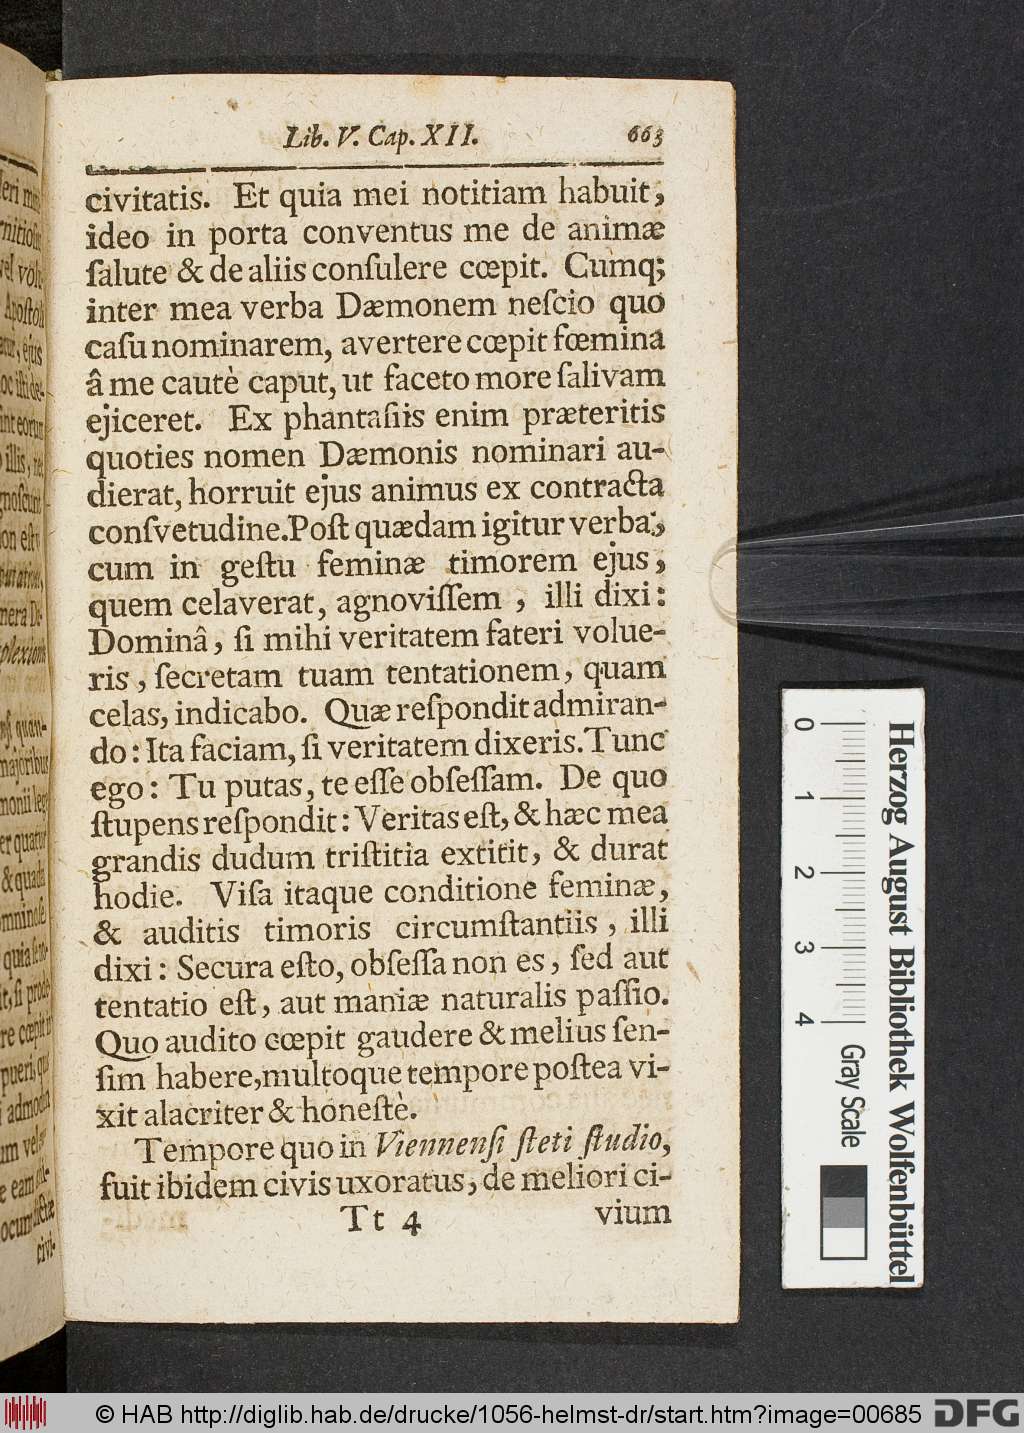 Lib. V. Cap. XII. 663
civitatis. Et quia mei notitiam habuit,
ideo in porta conventus me de animæ
ſalute & de aliis conſulere cœpit. Cumq;
inter mea verba Dæmonem neſcio quo
caſu nominarem, avertere cœpit fœmina
â me cautè caput, ut faceto more ſalivam
ejiceret. Ex phantaſiis enim præteritis
quoties nomen Dæmonis nominari au-
dierat, horruit ejus animus ex contracta
conſvetudine. Poſt quædam igitur verba,
cum in geſtu feminæ timorem ejus,
quem celaverat, agnoviſſem, illi dixi:
Dominâ, ſi mihi veritatem fateri volue-
ris, ſecretam tuam tentationem, quam
celas, indicabo. Quæ reſpondit admiran-
do: Ita faciam, ſi veritatem dixeris. Tunc
ego: Tu putas, te eſſe obſeſſam. De quo
ſtupens reſpondit: Veritas eſt, & hæc mea
grandis dudum triſtitia extitit, & durat
hodie. Viſa itaque conditione feminæ,
& auditis timoris circumſtantiis, illi
dixi: Secura eſto, obſeſſa non es, ſed aut
tentatio eſt, aut maniæ naturalis paſſio.
Quo audito cœpit gaudere & melius ſen-
ſim habere, multoque tempore poſtea vi-
xit alacriter & honeſtè.
Tempore quo in Viennenſi ſteti ſtudio,
fuit ibidem civis uxoratus, de meliori ci-
Tt 4 vium
0 1 2 3 4 Gray Scale
Herzog August Bibliothek Wolfenbüttel
© HAB http://diglib.hab.de/drucke/1056-helmst-dr/start.htm?image=00685 DFG